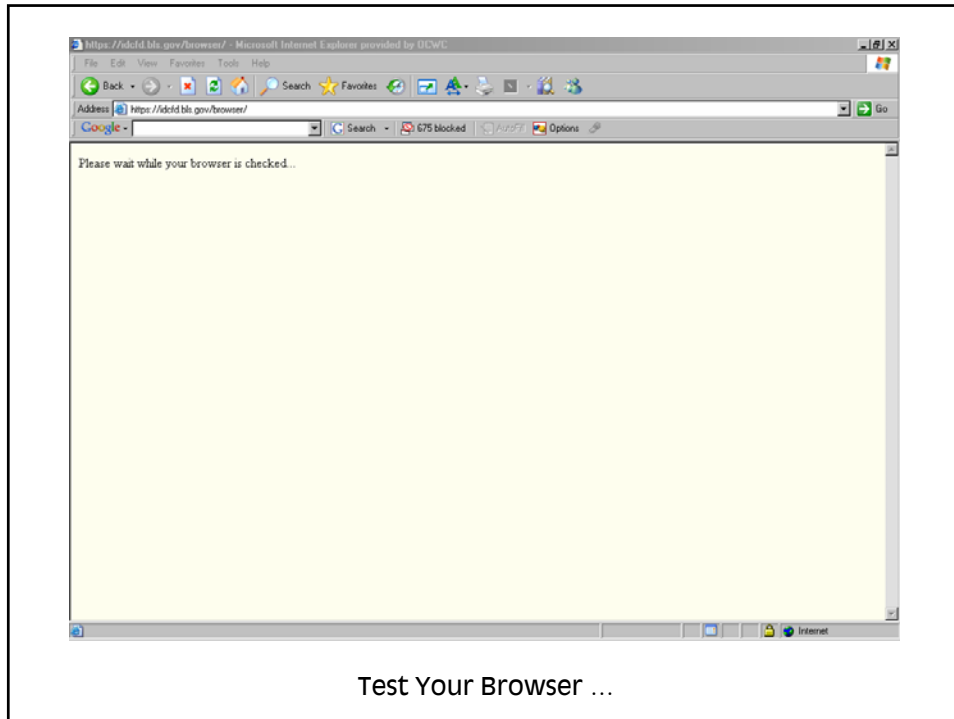 https://idcfd.bls.gov/browser/ - Microsoft Internet Explorer provided by OCWC
File Edit View Favorites Tools Help
Back Search Favorites
Address https://idcfd.bls.gov/browser/ Go
Google - Search 675 blocked AutoFill Options
Please wait while your browser is checked...
Internet
Test Your Browser ...